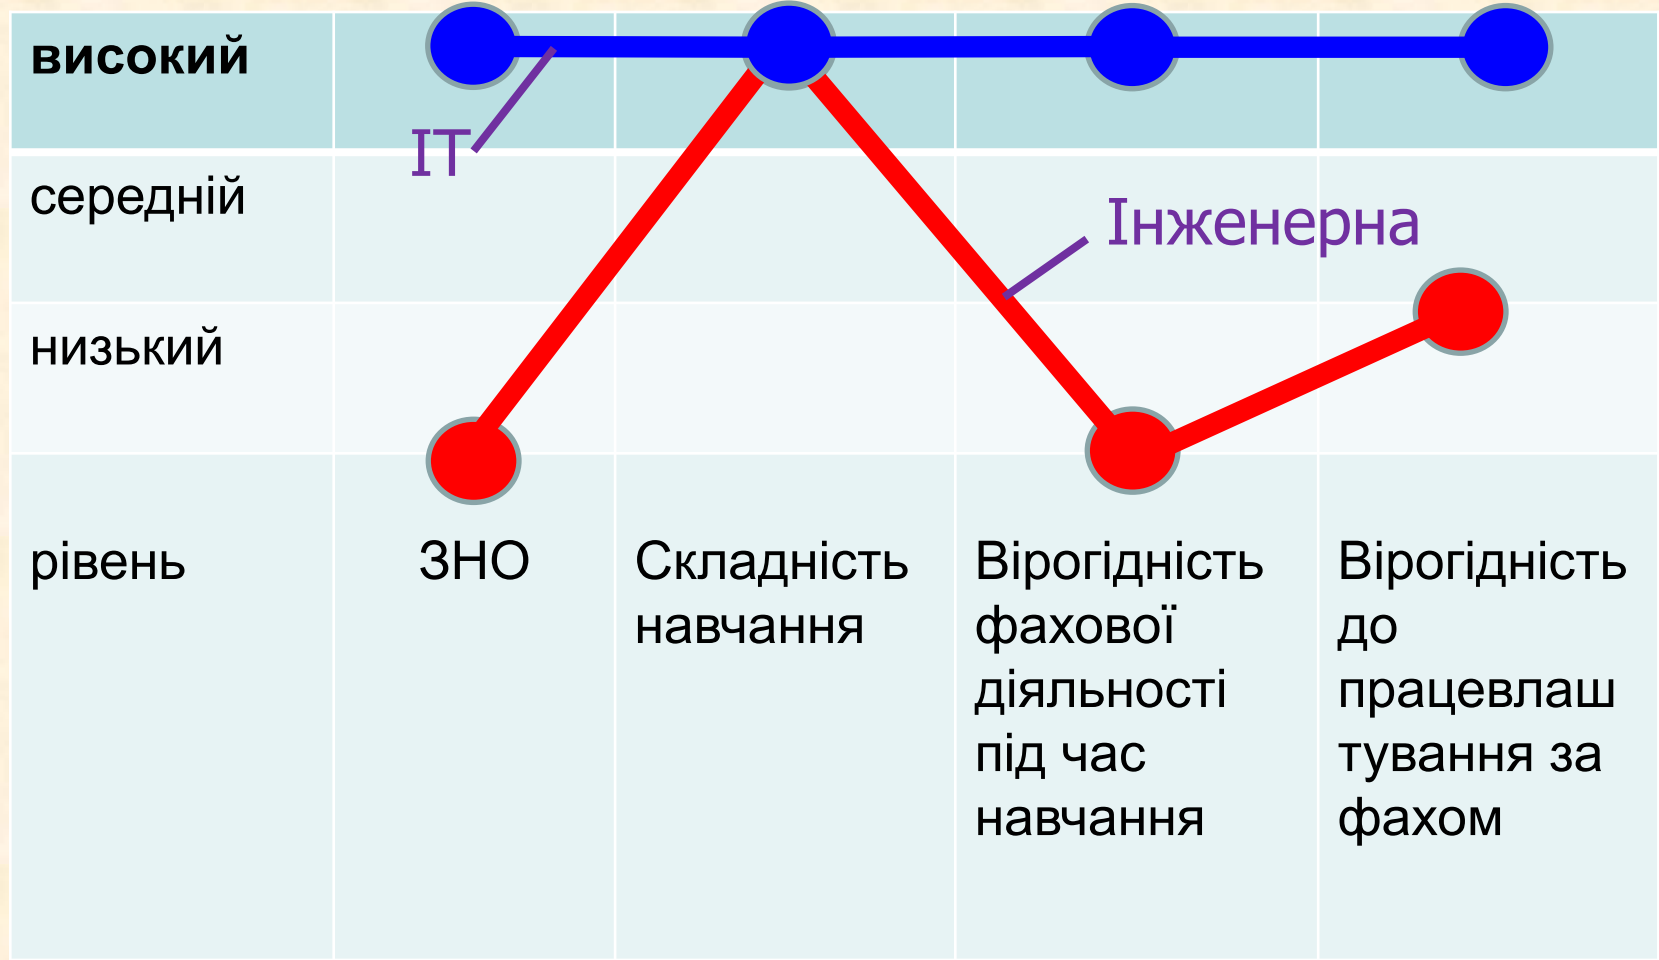 високий
ІТ
середній
Інженерна
низький
рівень
ЗНО
Складність
навчання
Вірогідність
фахової
діяльності
під час
навчання
Вірогідність
до
працевлаш
тування за
фахом